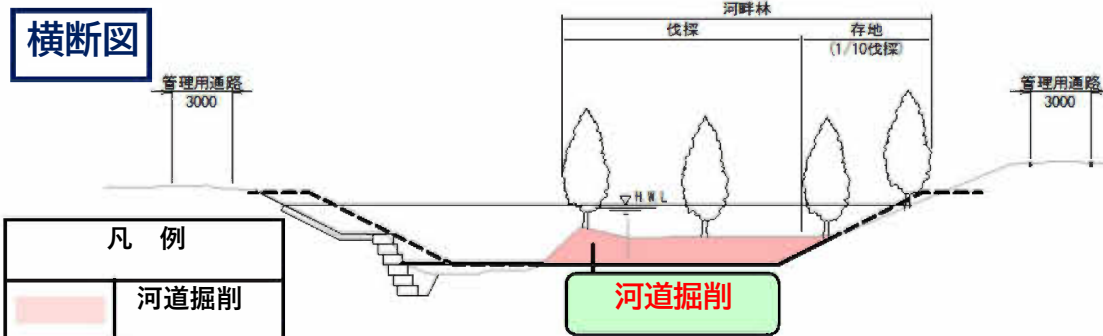 横断図
河畔林
伐採
存地
(1/10伐採)
管理用通路
3000
管理用通路
3000
HWL
凡 例
河道掘削
河道掘削